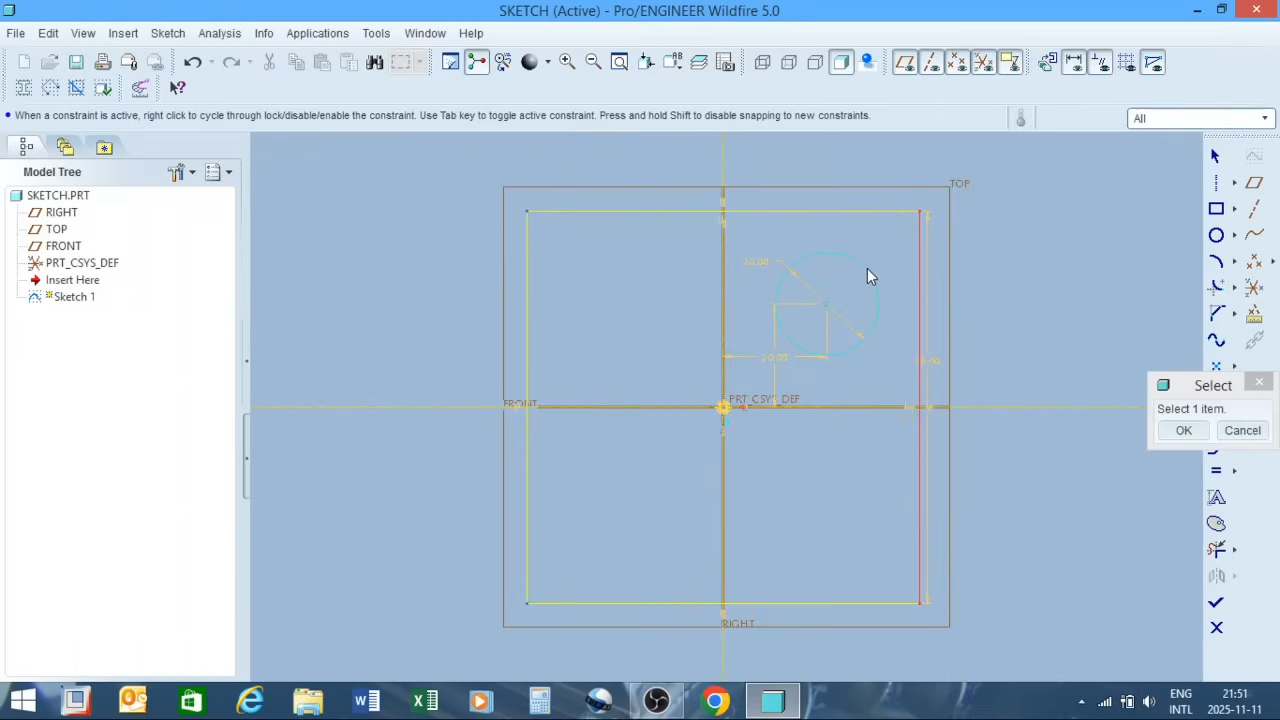 SKETCH (Active) - Pro/ENGINEER Wildfire 5.0
File Edit View Insert Sketch Analysis Info Applications Tools Window Help
When a constraint is active, right click to cycle through lock/disable/enable the constraint. Use Tab key to toggle active constraint. Press and hold Shift to disable snapping to new constraints.
All
Model Tree
SKETCH.PRT
RIGHT
TOP
FRONT
PRT_CSYS_DEF
Insert Here
Sketch 1
TOP
20.00
20.00
PRT_CSYS_DEF
FRONT
RIGHT
Select
Select 1 item.
OK Cancel
ENG
INTL
21:51
2025-11-11